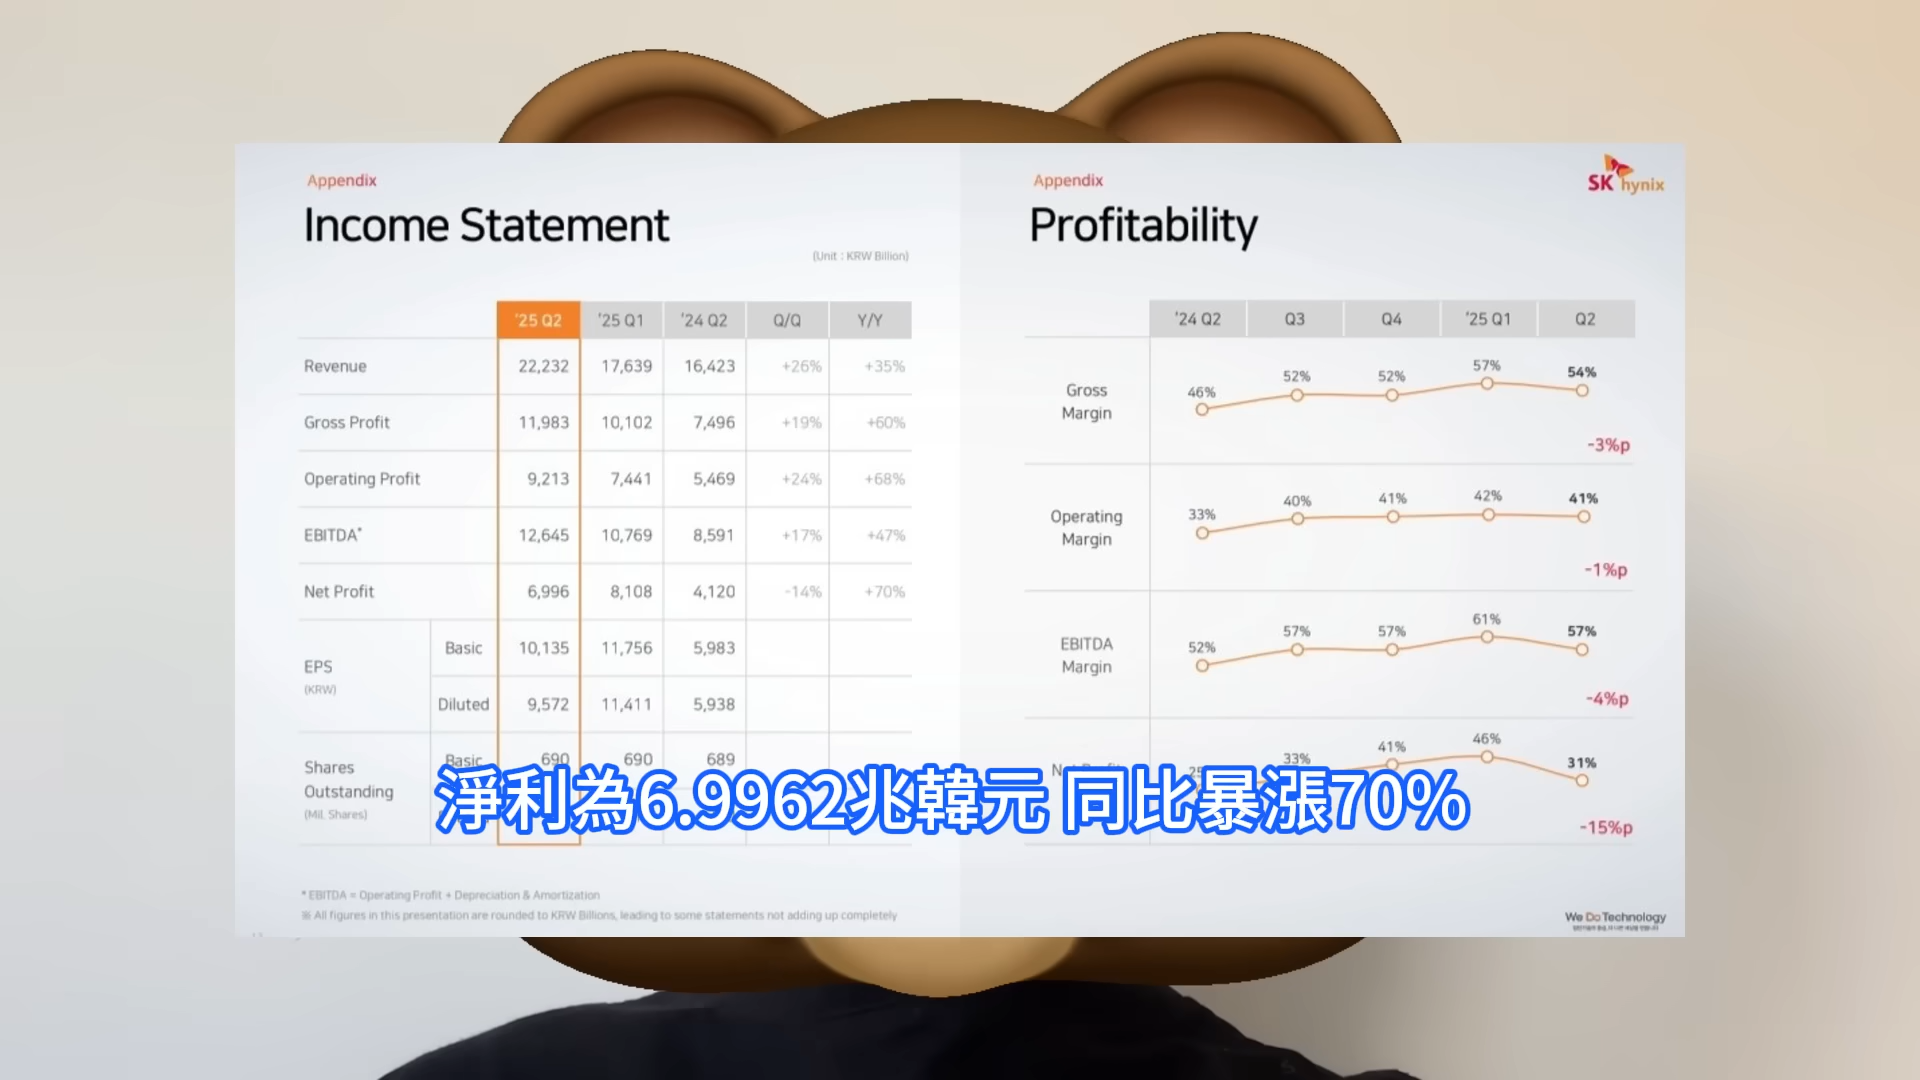 Appendix
Income Statement
(Unit : KRW Billion)
'25 Q2 '25 Q1 '24 Q2 Q/Q Y/Y
Revenue 22,232 17,639 16,423 +26% +35%
Gross Profit 11,983 10,102 7,496 +19% +60%
Operating Profit 9,213 7,441 5,469 +24% +68%
EBITDA* 12,645 10,769 8,591 +17% +47%
Net Profit 6,996 8,108 4,120 -14% +70%
EPS
(KRW)
Basic 10,135 11,756 5,983
Diluted 9,572 11,411 5,938
Shares
Outstanding
(Mil. Shares)
Basic 690 690 689
* EBITDA = Operating Profit + Depreciation & Amortization
※ All figures in this presentation are rounded to KRW Billions, leading to some statements not adding up completely
Appendix
Profitability
SK hynix
'24 Q2 Q3 Q4 '25 Q1 Q2
Gross
Margin
46% 52% 52% 57% 54%
-3%p
Operating
Margin
33% 40% 41% 42% 41%
-1%p
EBITDA
Margin
52% 57% 57% 61% 57%
-4%p
33% 41% 46% 31%
-15%p
We Do Technology
淨利為6.9962兆韓元 同比暴漲70%